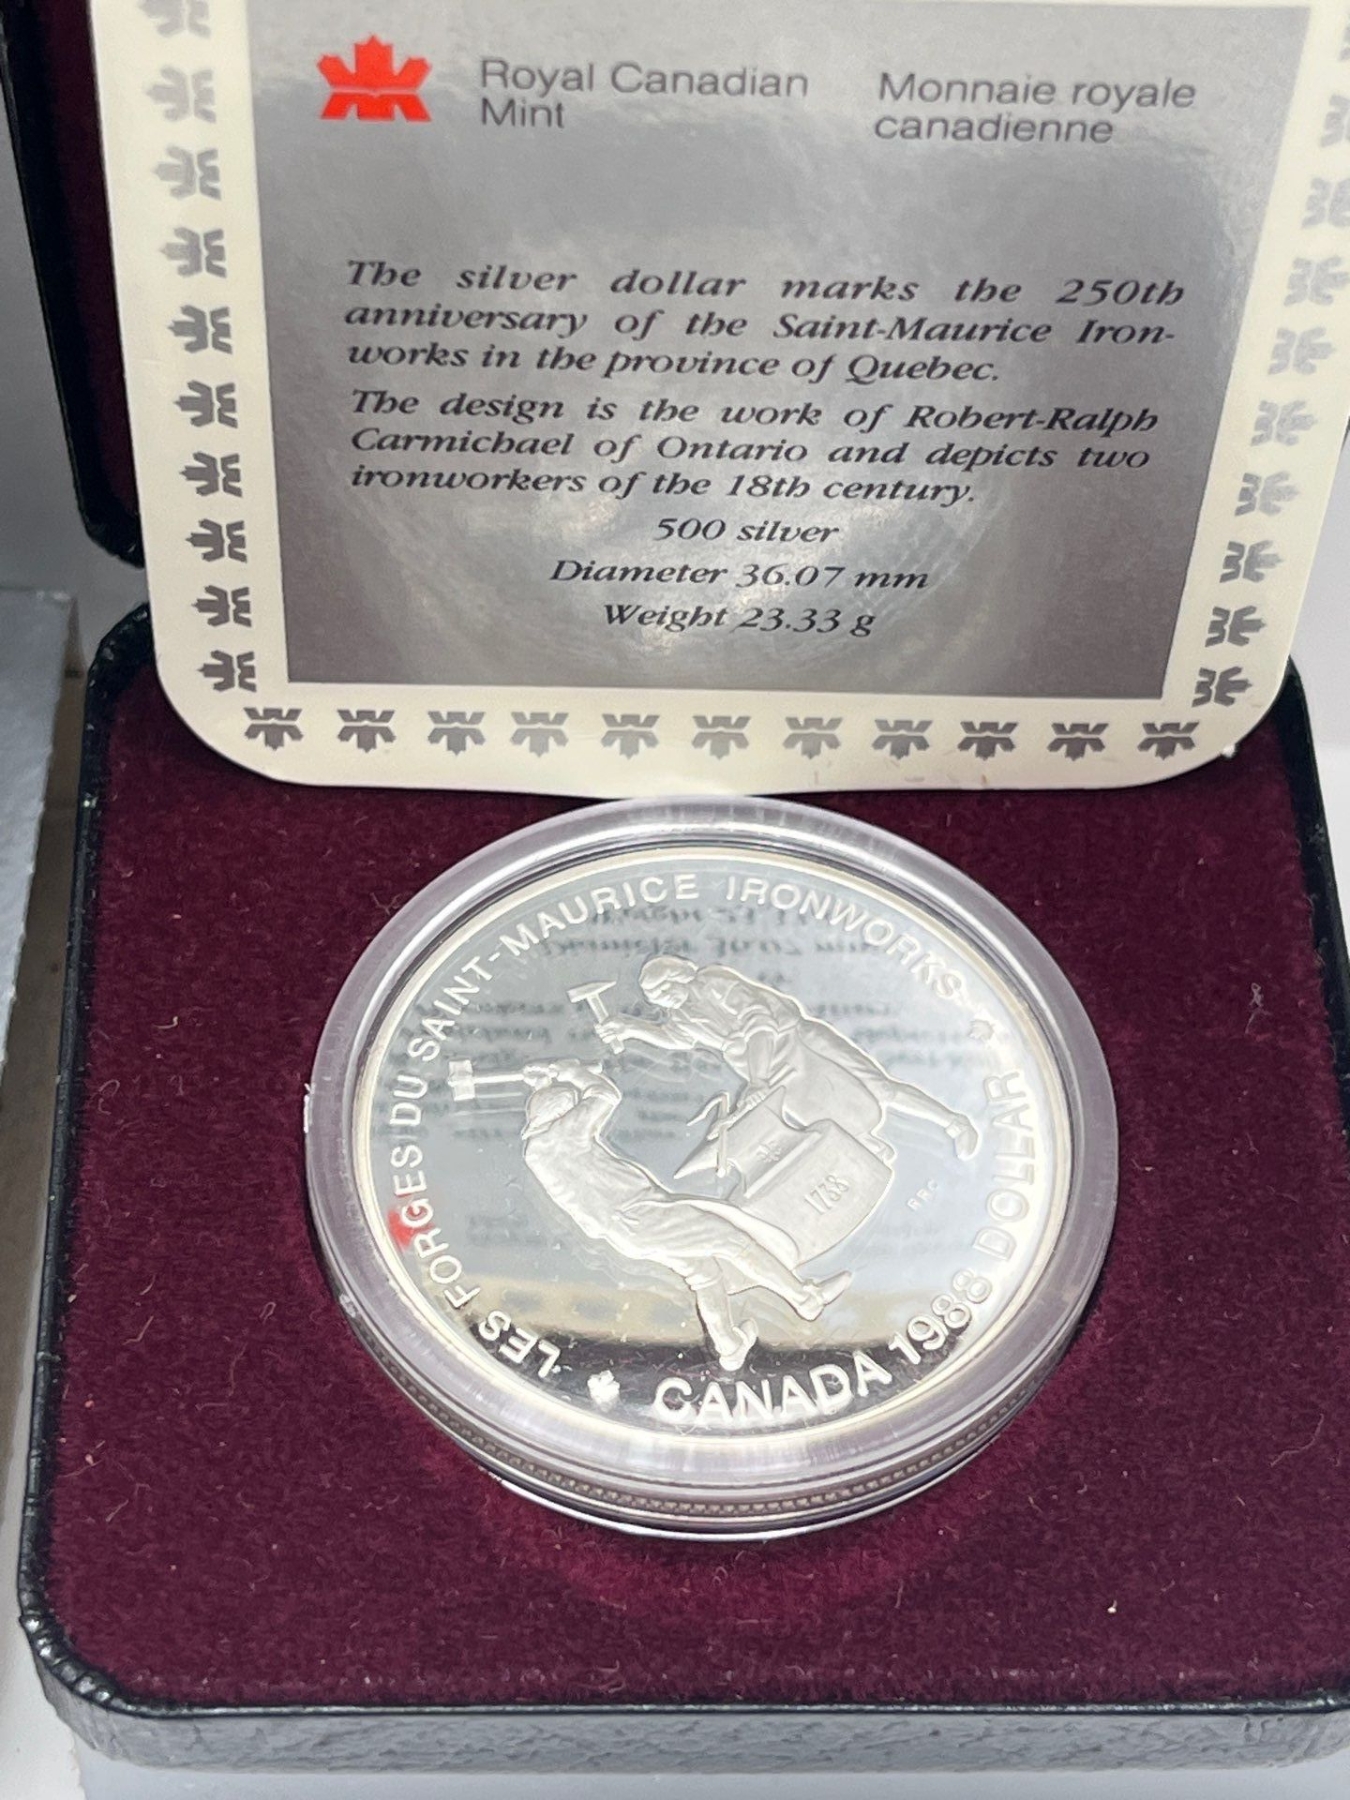 Royal Canadian
Mint
Monnaie royale
canadienne
The silver dollar marks the 250th
anniversary of the Saint-Maurice Iron-
works in the province of Quebec.
The design is the work of Robert-Ralph
Carmichael of Ontario and depicts two
ironworkers of the 18th century.
500 silver
Diameter 36.07 mm
Weight 23.33 g
LES FORGES DU SAINT-MAURICE IRONWORKS
1738
RRC
CANADA 1988 DOLLAR